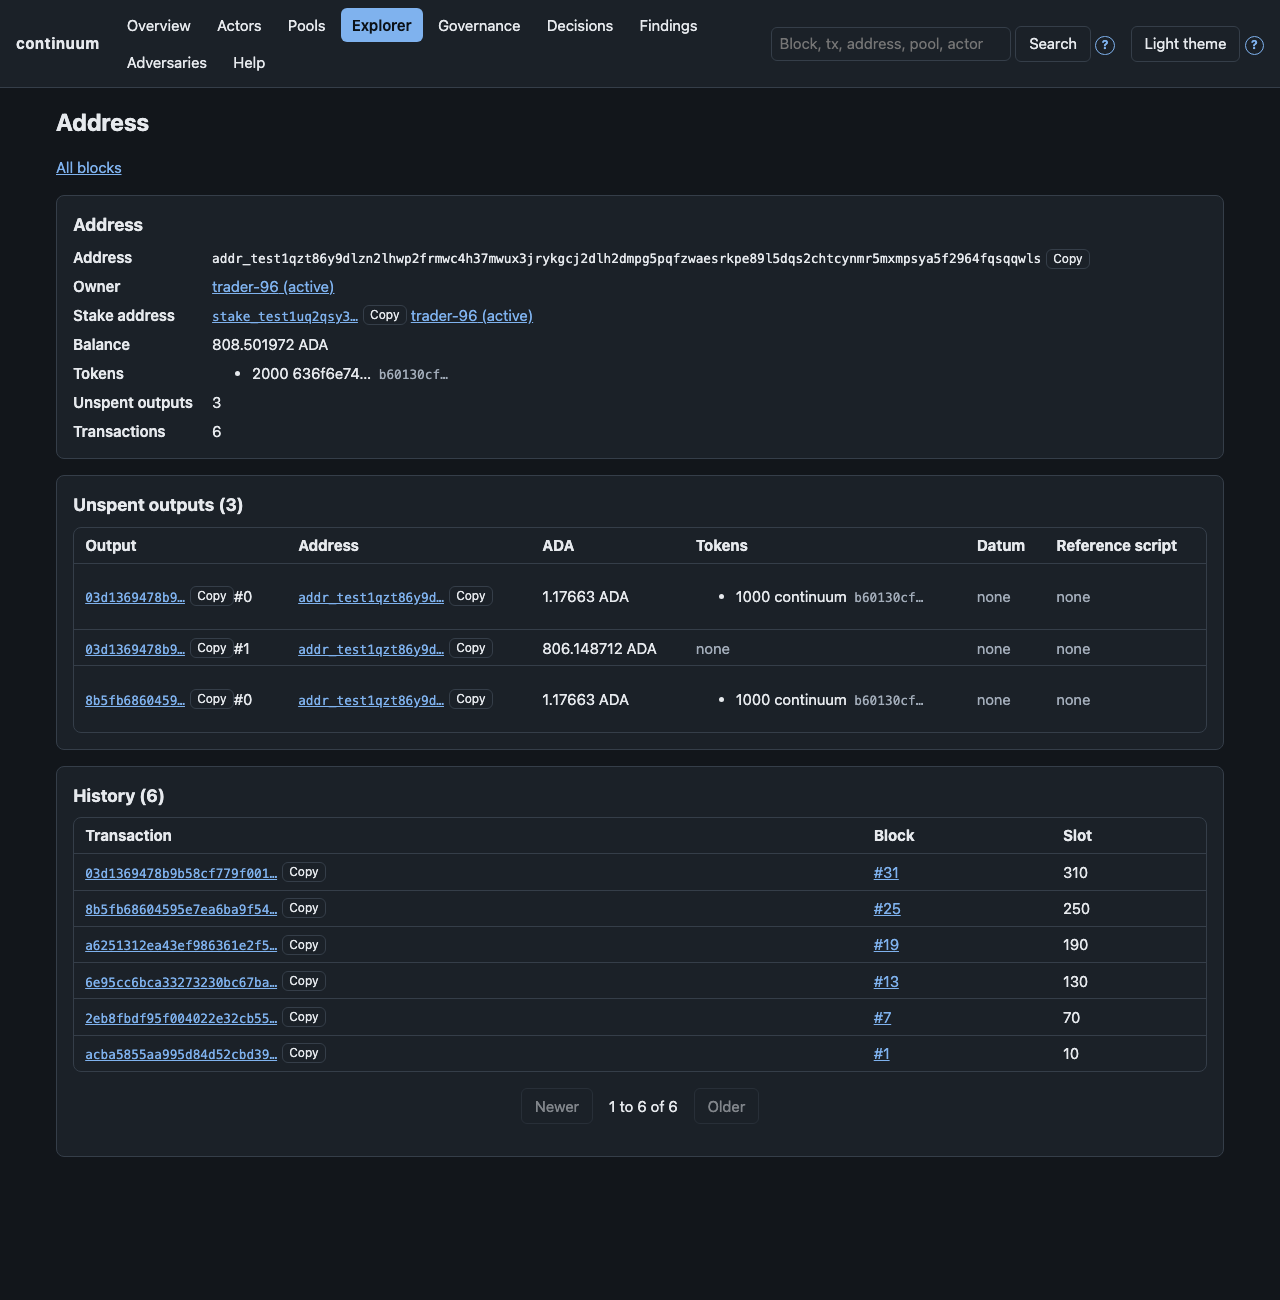 continuum
Overview Actors Pools Explorer Governance Decisions Findings
Adversaries Help
Block, tx, address, pool, actor Search ? Light theme ?
Address
All blocks
Address
Address addr_test1qzt86y9dlzn2lhwp2frmwc4h37mwux3jrykgcj2dlh2dmpg5pqfzwaesrkpe89l5dqs2chtcynmr5mxmpsya5f2964fqsqqwls Copy
Owner trader-96 (active)
Stake address stake_test1uq2qsy3… Copy trader-96 (active)
Balance 808.501972 ADA
Tokens • 2000 636f6e74... b60130cf…
Unspent outputs 3
Transactions 6
Unspent outputs (3)
Output Address ADA Tokens Datum Reference script
03d1369478b9… Copy #0 addr_test1qzt86y9d… Copy 1.17663 ADA • 1000 continuum b60130cf… none none
03d1369478b9… Copy #1 addr_test1qzt86y9d… Copy 806.148712 ADA none none none
8b5fb6860459… Copy #0 addr_test1qzt86y9d… Copy 1.17663 ADA • 1000 continuum b60130cf… none none
History (6)
Transaction Block Slot
03d1369478b9b58cf779f001… Copy #31 310
8b5fb68604595e7ea6ba9f54… Copy #25 250
a6251312ea43ef986361e2f5… Copy #19 190
6e95cc6bca33273230bc67ba… Copy #13 130
2eb8fbdf95f004022e32cb55… Copy #7 70
acba5855aa995d84d52cbd39… Copy #1 10
Newer 1 to 6 of 6 Older